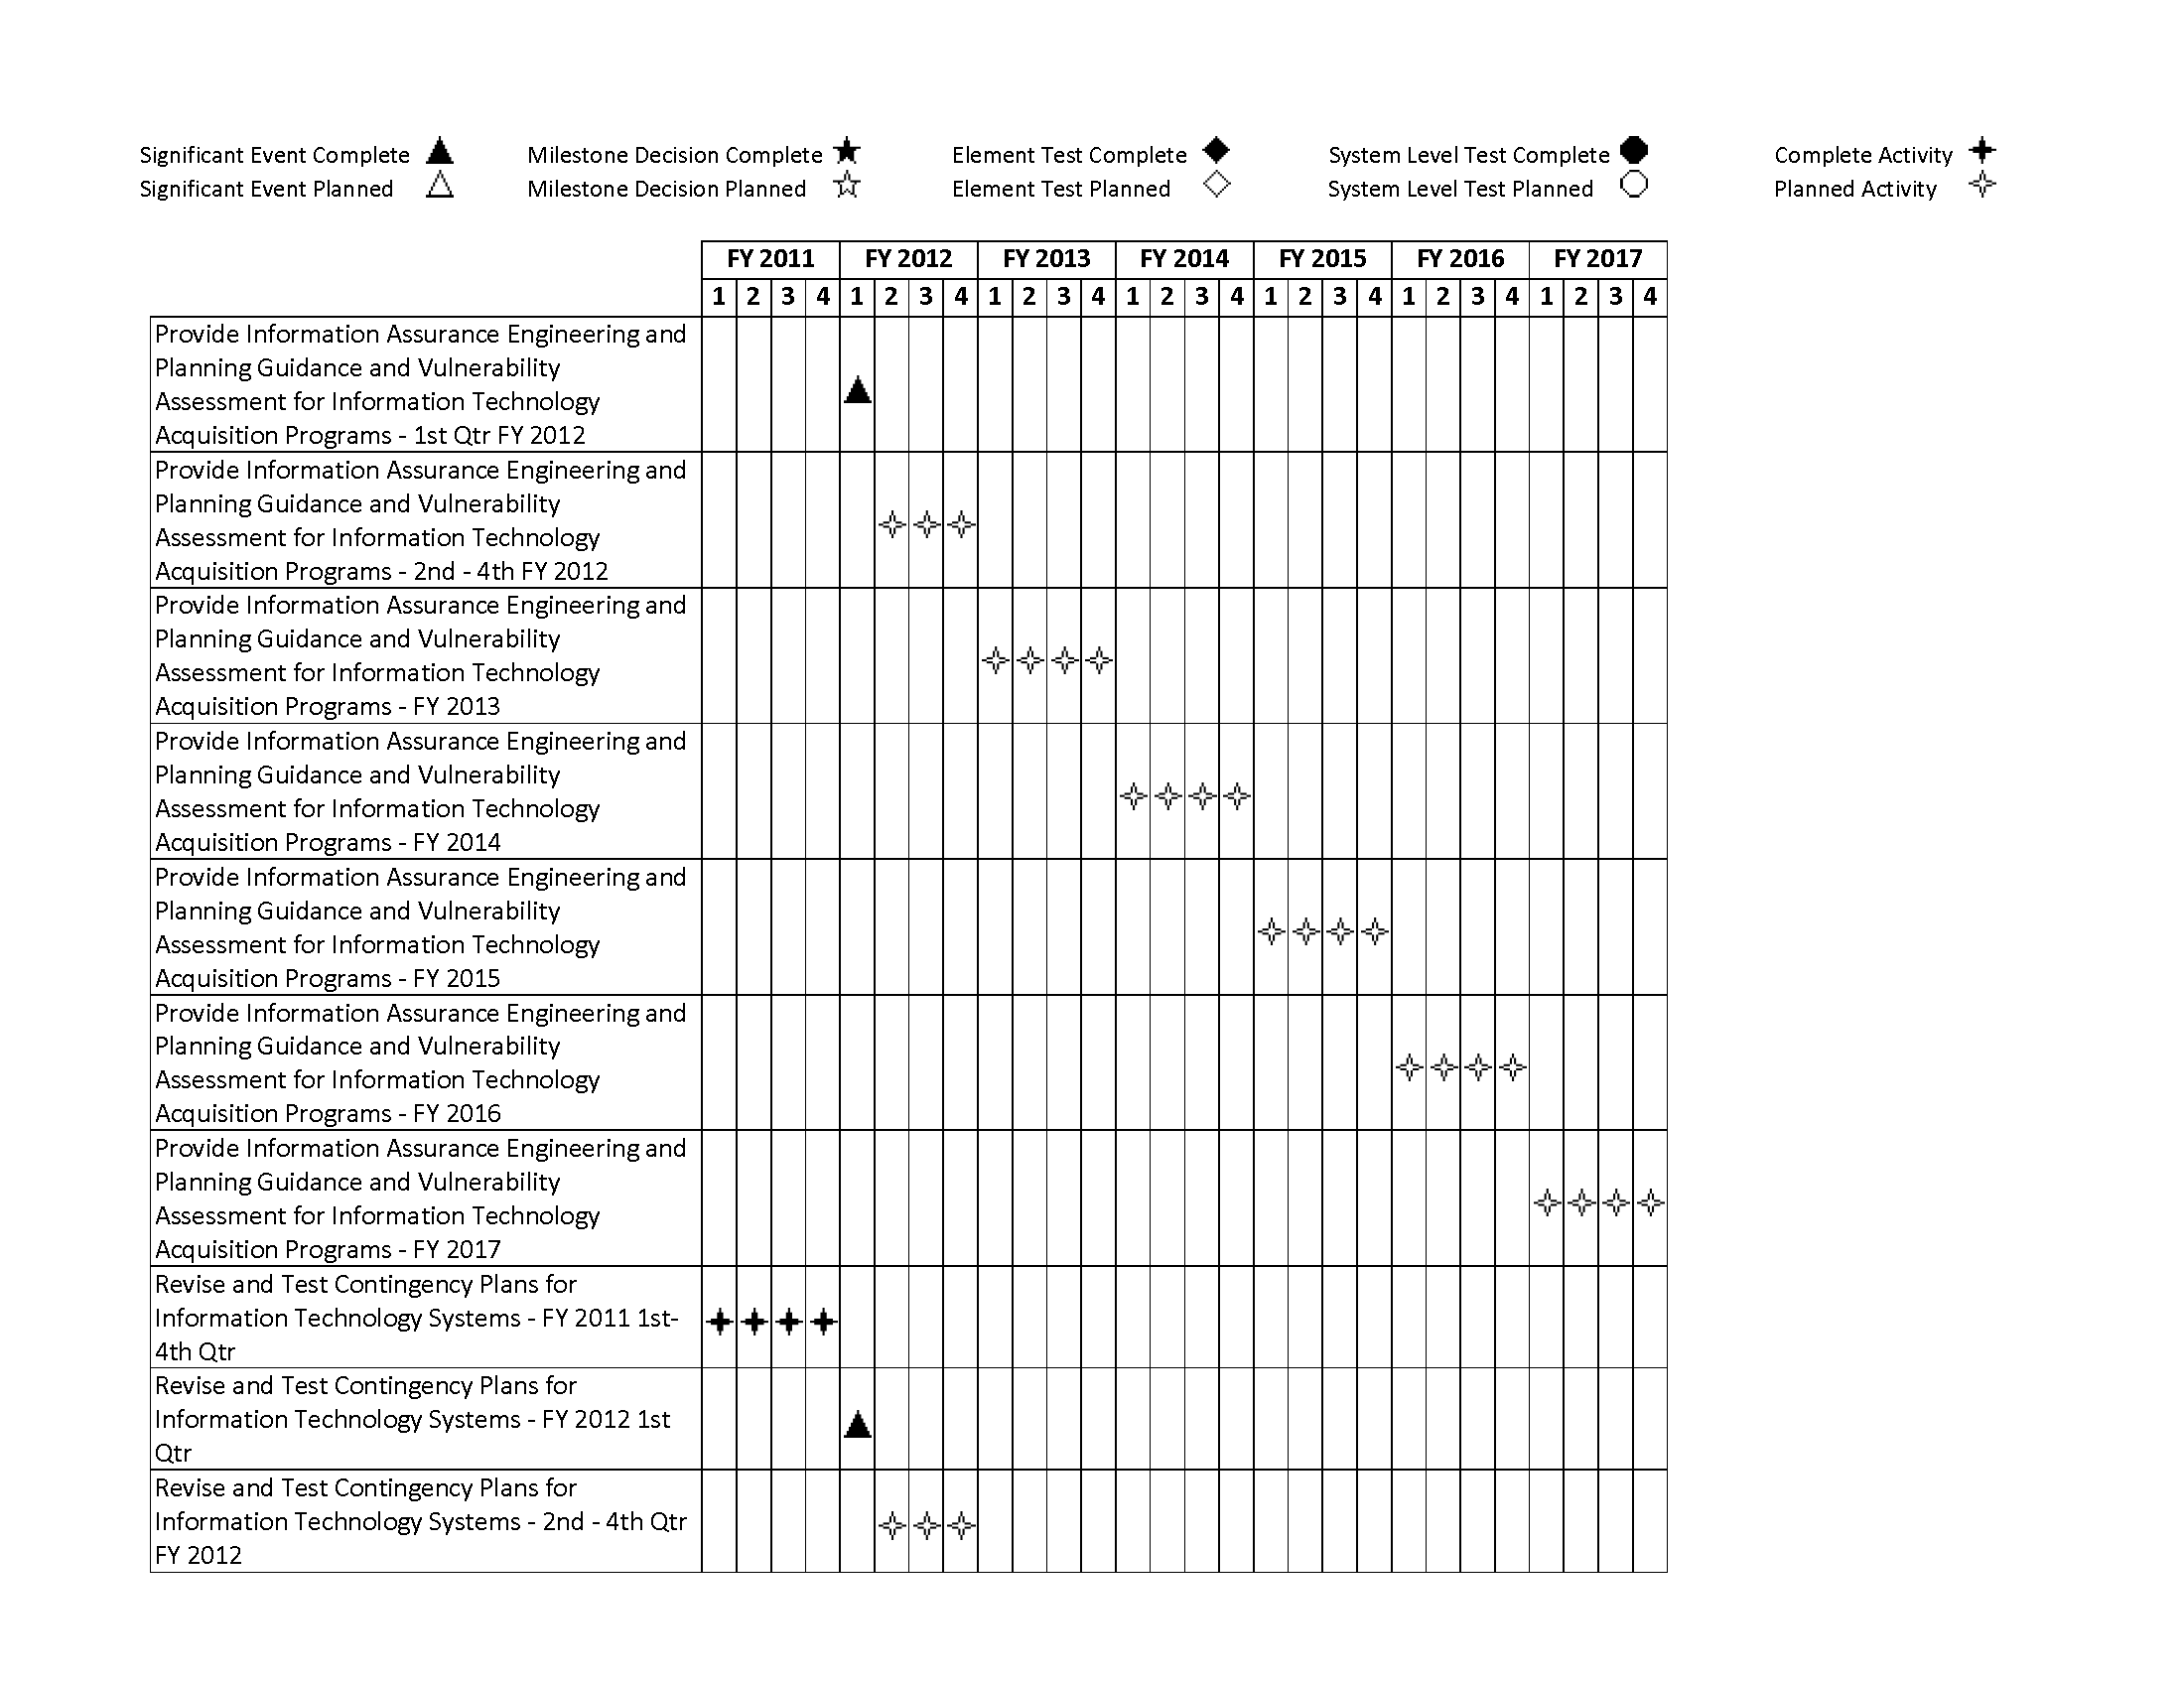 Significant Event Complete Milestone Decision Complete Element Test Complete System Level Test Complete Complete Activity
Significant Event Planned Milestone Decision Planned Element Test Planned System Level Test Planned Planned Activity
FY 2011 FY 2012 FY 2013 FY 2014 FY 2015 FY 2016 FY 2017
1 2 3 4 1 2 3 4 1 2 3 4 1 2 3 4 1 2 3 4 1 2 3 4 1 2 3 4
Provide Information Assurance Engineering and
Planning Guidance and Vulnerability
Assessment for Information Technology
Acquisition Programs - 1st Qtr FY 2012
Provide Information Assurance Engineering and
Planning Guidance and Vulnerability
Assessment for Information Technology
Acquisition Programs - 2nd - 4th FY 2012
Provide Information Assurance Engineering and
Planning Guidance and Vulnerability
Assessment for Information Technology
Acquisition Programs - FY 2013
Provide Information Assurance Engineering and
Planning Guidance and Vulnerability
Assessment for Information Technology
Acquisition Programs - FY 2014
Provide Information Assurance Engineering and
Planning Guidance and Vulnerability
Assessment for Information Technology
Acquisition Programs - FY 2015
Provide Information Assurance Engineering and
Planning Guidance and Vulnerability
Assessment for Information Technology
Acquisition Programs - FY 2016
Provide Information Assurance Engineering and
Planning Guidance and Vulnerability
Assessment for Information Technology
Acquisition Programs - FY 2017
Revise and Test Contingency Plans for
Information Technology Systems - FY 2011 1st-
4th Qtr
Revise and Test Contingency Plans for
Information Technology Systems - FY 2012 1st
Qtr
Revise and Test Contingency Plans for
Information Technology Systems - 2nd - 4th Qtr
FY 2012